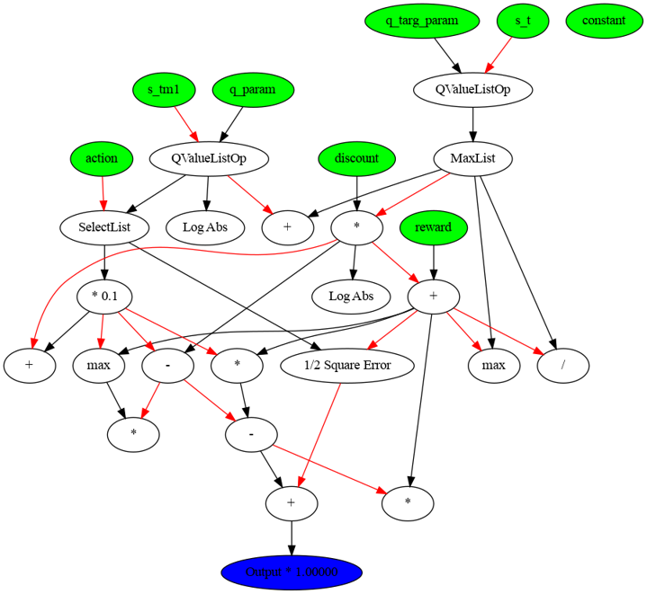 q_targ_param
s_t
constant
s_tm1
q_param
QValueListOp
action
QValueListOp
discount
MaxList
SelectList
Log Abs
+
*
reward
* 0.1
Log Abs
+
+
max
-
*
1/2 Square Error
max
/
*
-
+
*
Output * 1.00000